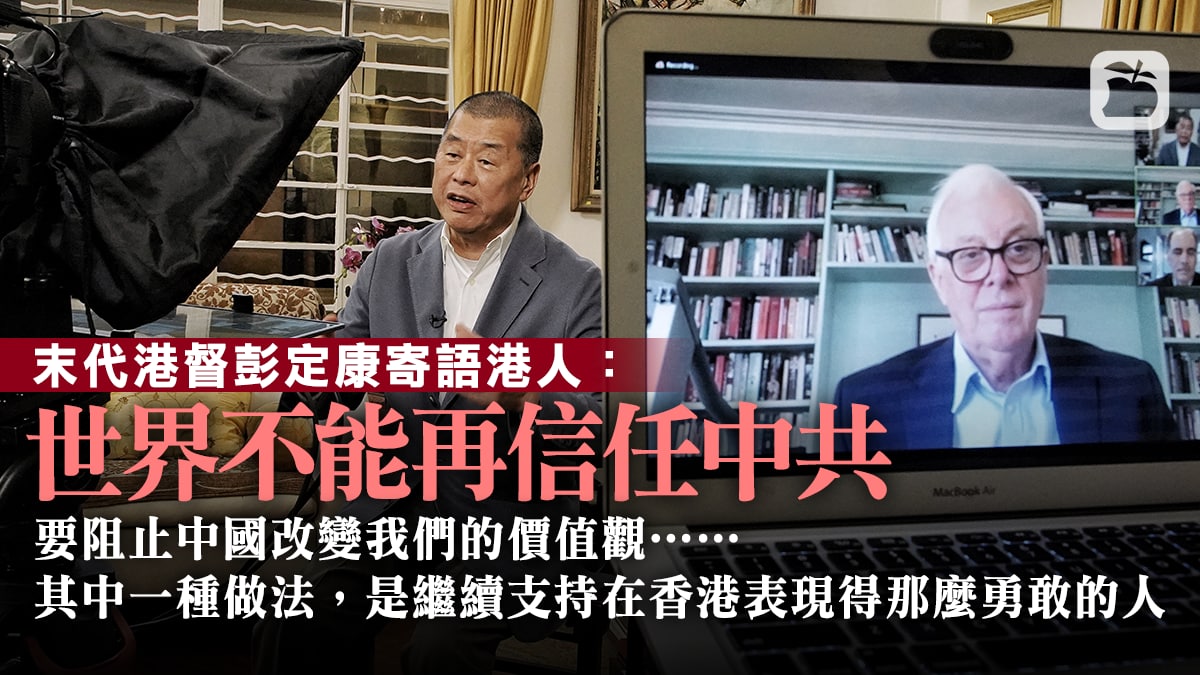 Recording...
末代港督彭定康寄語港人：
世界不能再信任中共
MacBook Air
要阻止中國改變我們的價值觀……
其中一種做法，是繼續支持在香港表現得那麼勇敢的人